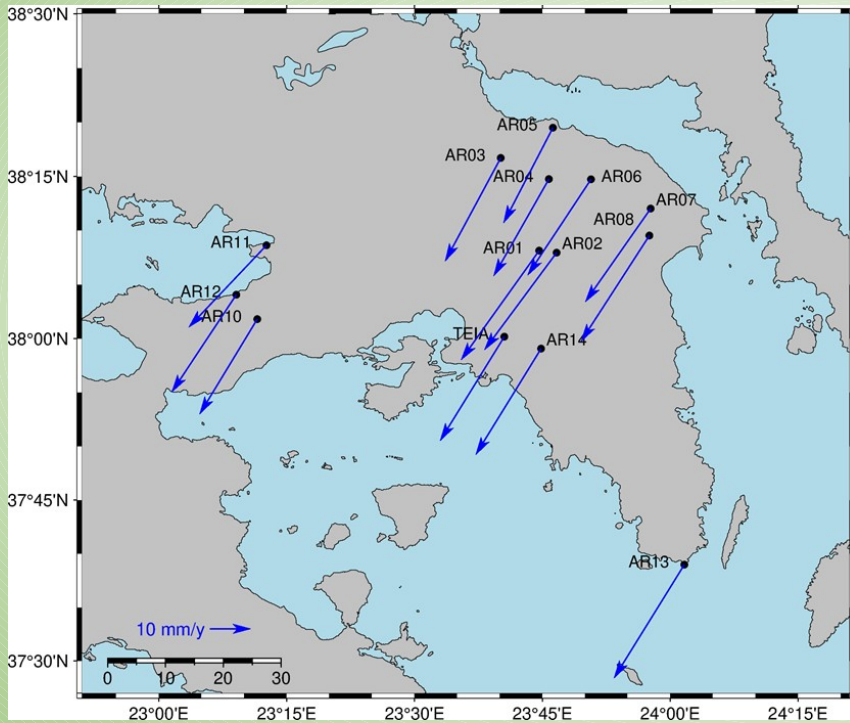 38°30'N
AR05
AR03
38°15'N
AR04
AR06
AR07
AR08
AR11
AR01
AR02
AR12
AR10
38°00'N
TEIA
AR14
37°45'N
AR13
10 mm/y
37°30'N
0 10 20 30
23°00'E 23°15'E 23°30'E 23°45'E 24°00'E 24°15'E